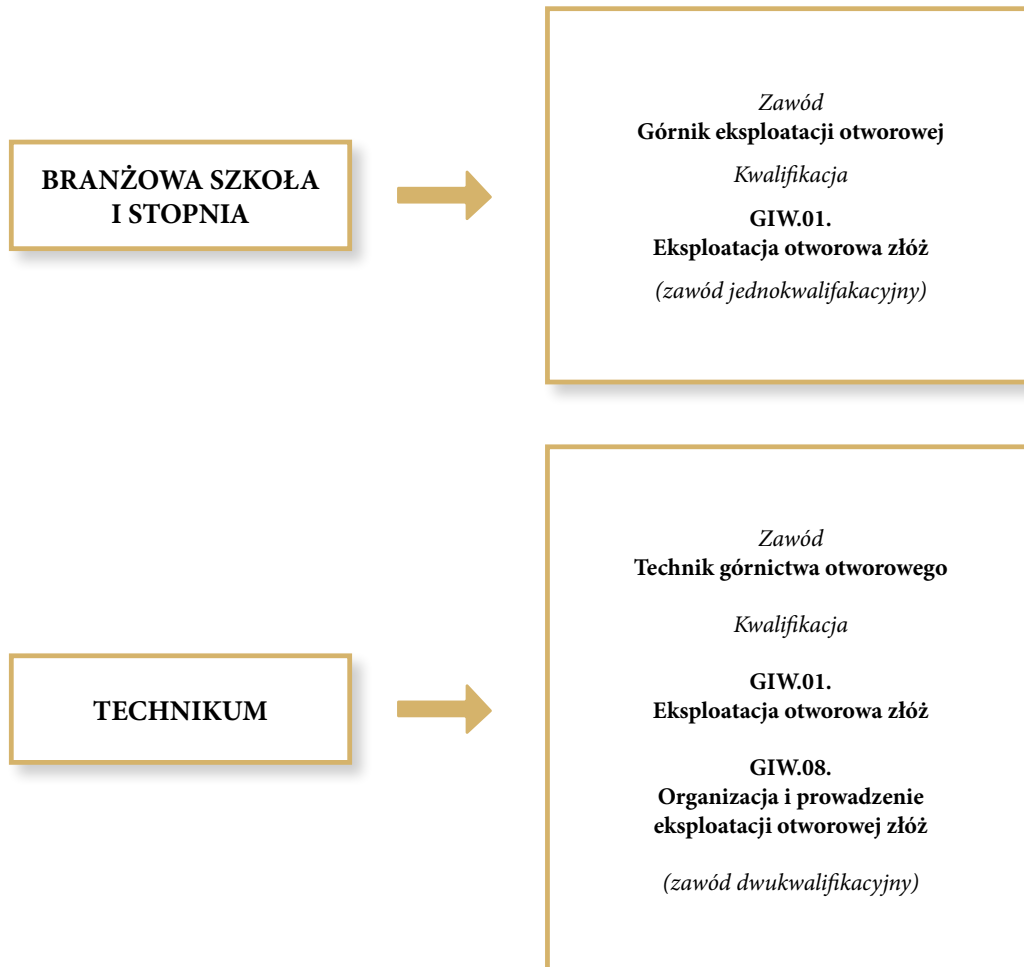 BRANŻOWA SZKOŁA
I STOPNIA
Zawód
Górnik eksploatacji otworowej
Kwalifikacja
GIW.01.
Eksploatacja otworowa złóż
(zawód jednokwalifakacyjny)
TECHNIKUM
Zawód
Technik górnictwa otworowego
Kwalifikacja
GIW.01.
Eksploatacja otworowa złóż
GIW.08.
Organizacja i prowadzenie
eksploatacji otworowej złóż
(zawód dwukwalifikacyjny)